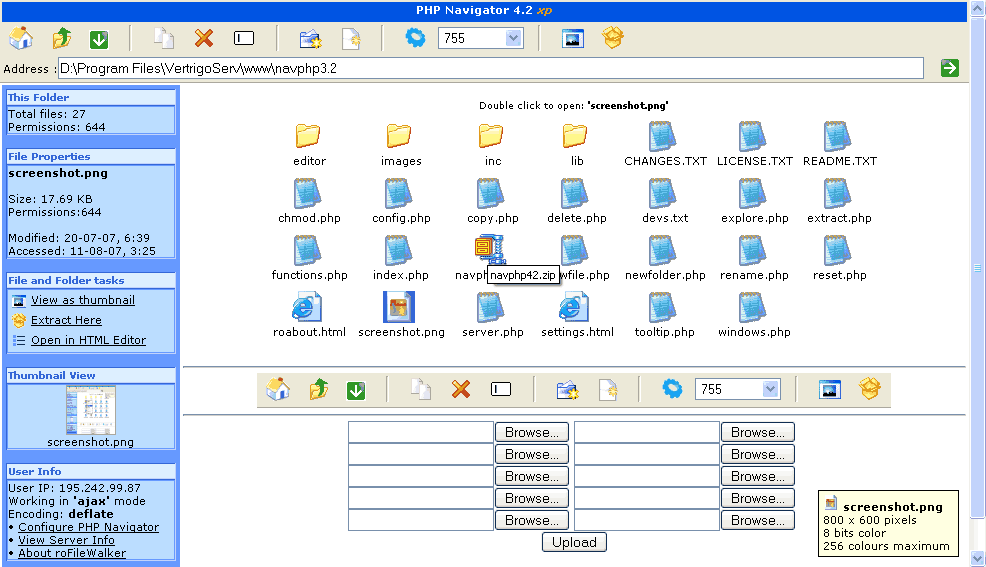 PHP Navigator 4.2 xp
755
Address : D:\Program Files\VertrigoServ\www\navphp3.2
This Folder
Total files: 27
Permissions: 644
File Properties
screenshot.png
Size: 17.69 KB
Permissions:644
Modified: 20-07-07, 6:39
Accessed: 11-08-07, 3:25
File and Folder tasks
View as thumbnail
Extract Here
Open in HTML Editor
Thumbnail View
screenshot.png
User Info
User IP: 195.242.99.87
Working in 'ajax' mode
Encoding: deflate
• Configure PHP Navigator
• View Server Info
• About roFileWalker
Double click to open: 'screenshot.png'
editor images inc lib CHANGES.TXT LICENSE.TXT README.TXT
chmod.php config.php copy.php delete.php devs.txt explore.php extract.php
functions.php index.php navph navphp42.zip wfile.php newfolder.php rename.php reset.php
roabout.html screenshot.png server.php settings.html tooltip.php windows.php
755
Browse... Browse...
Browse... Browse...
Browse... Browse...
Browse... Browse...
Browse... Browse...
Upload
screenshot.png
800 x 600 pixels
8 bits color
256 colours maximum